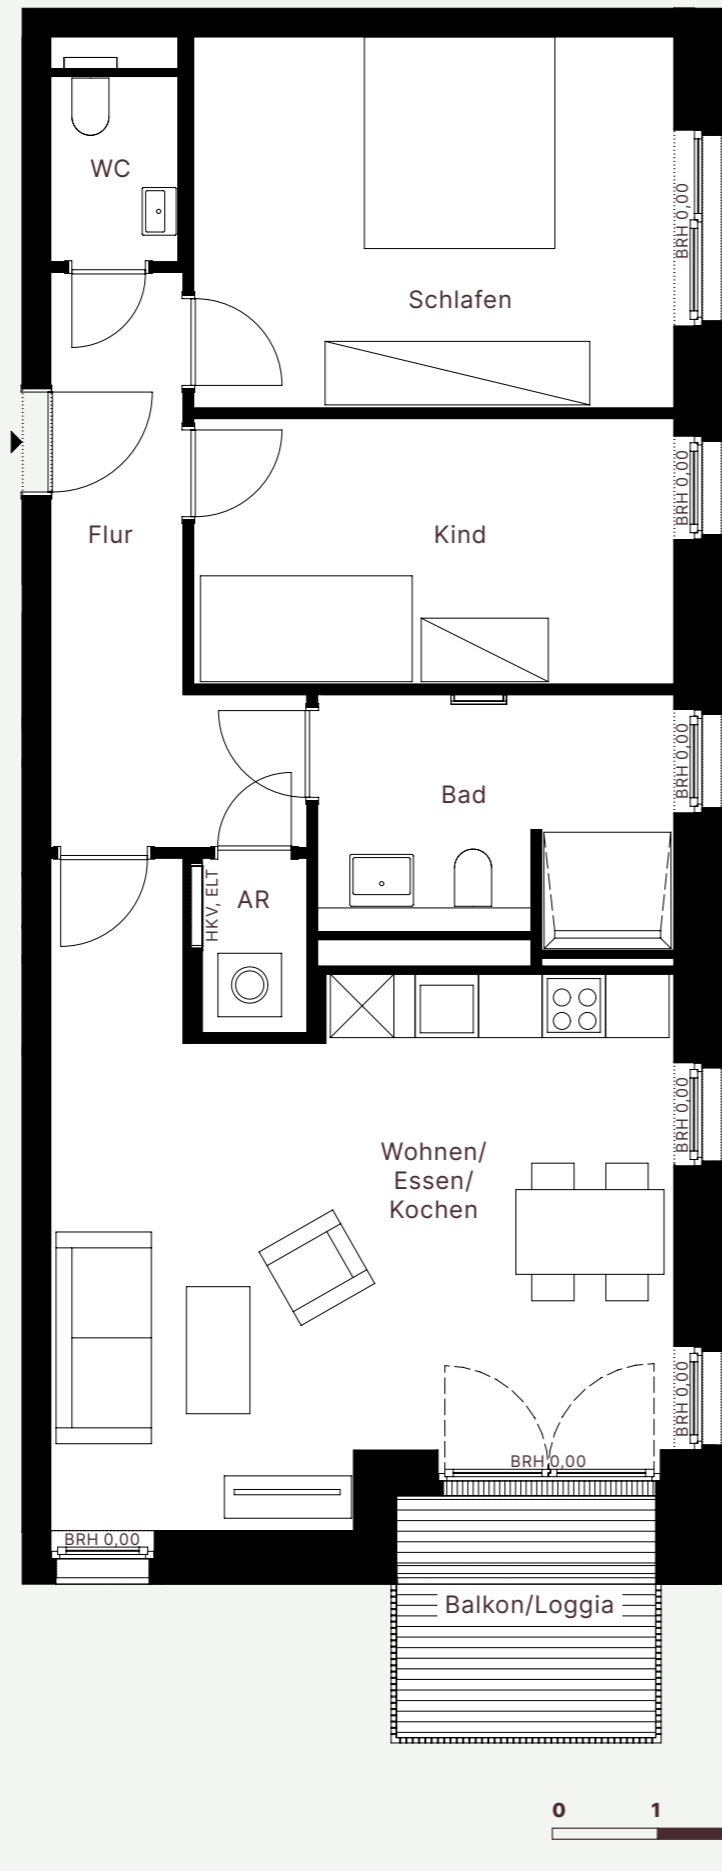 WC
BRH 0,00
Schlafen
BRH 0,00
Flur
Kind
BRH 0,00
Bad
HKV, ELT
AR
BRH 0,00
Wohnen/
Essen/
Kochen
BRH 0,00
BRH 0,00
BRH 0,00
Balkon/Loggia
0 1